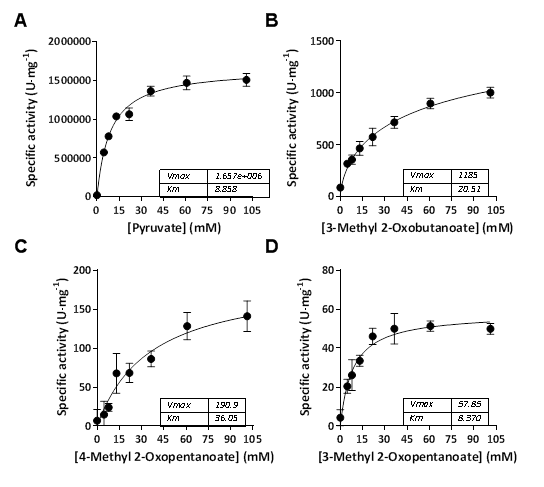 A
Specific activity (U·mg⁻¹)
2000000
1500000
1000000
500000
0
Vmax 1.657e+006
Km 8.858
0 15 30 45 60 75 90 105
[Pyruvate] (mM)
B
Specific activity (U·mg⁻¹)
1500
1000
500
0
Vmax 1185
Km 20.51
0 15 30 45 60 75 90 105
[3-Methyl 2-Oxobutanoate] (mM)
C
Specific activity (U·mg⁻¹)
200
150
100
50
0
Vmax 190.9
Km 36.05
0 15 30 45 60 75 90 105
[4-Methyl 2-Oxopentanoate] (mM)
D
Specific activity (U·mg⁻¹)
80
60
40
20
0
Vmax 57.85
Km 8.370
0 15 30 45 60 75 90 105
[3-Methyl 2-Oxopentanoate] (mM)